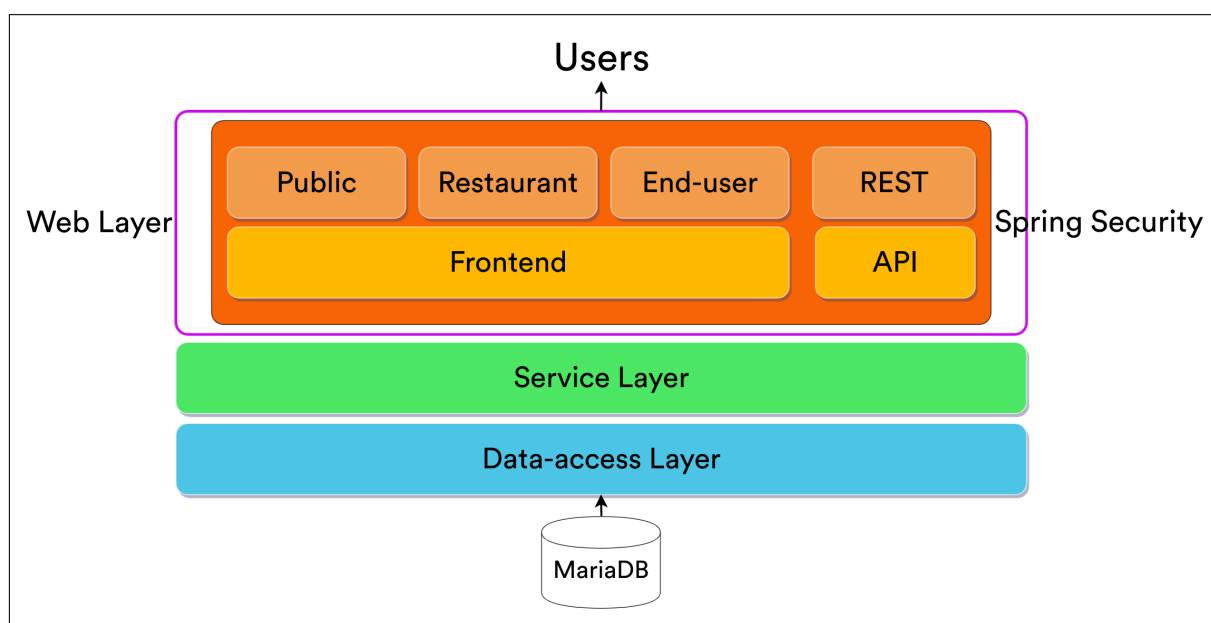 Users
Public
Restaurant
End-user
REST
Web Layer
Spring Security
Frontend
API
Service Layer
Data-access Layer
MariaDB